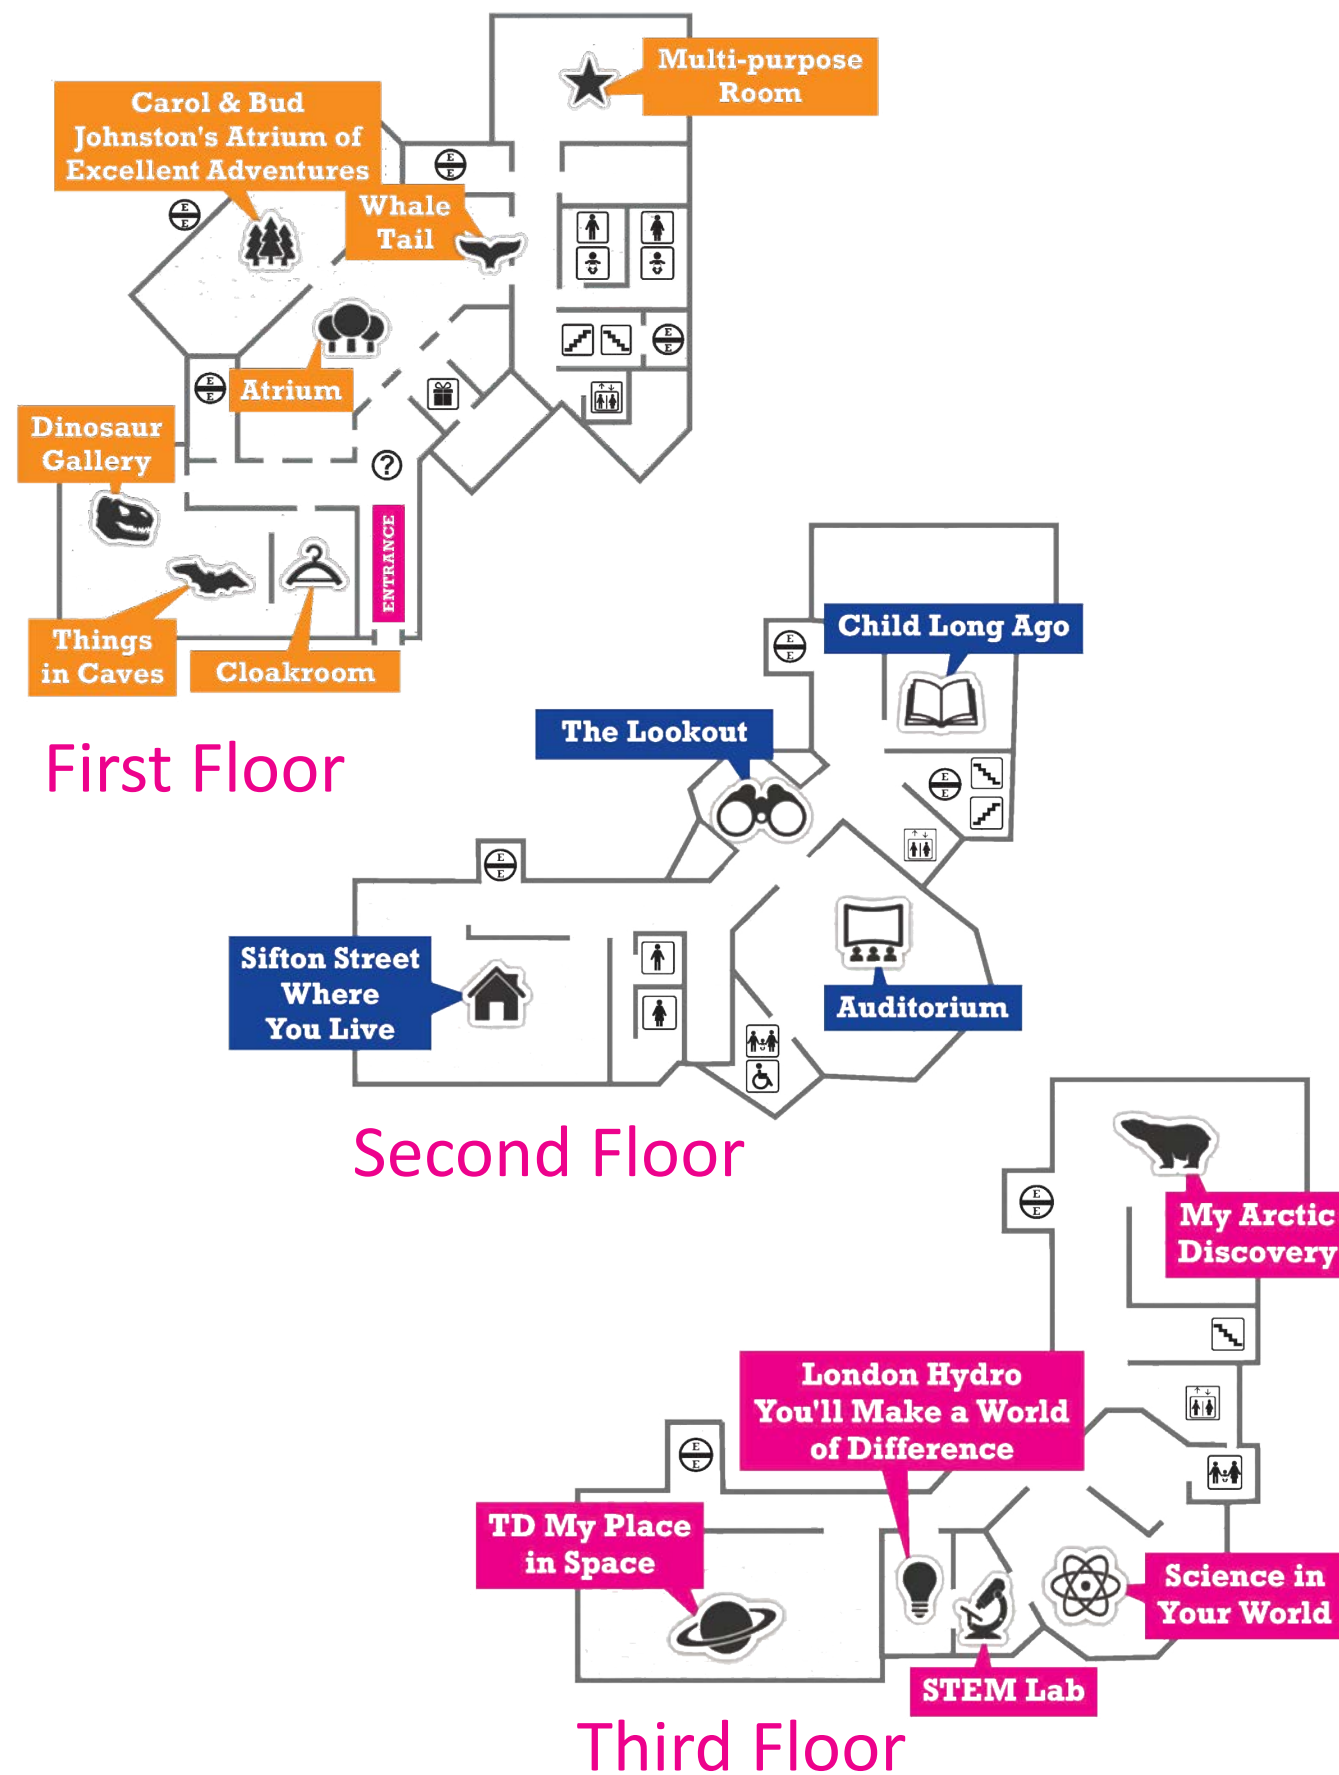 Multi-purpose
Room
Carol & Bud
Johnston's Atrium of
Excellent Adventures
E
E
Whale
Tail
E
E
E
E
E
E
Atrium
Dinosaur
Gallery
?
ENTRANCE
Things
in Caves
Cloakroom
First Floor
Child Long Ago
E
E
The Lookout
E
E
E
E
Sifton Street
Where
You Live
Auditorium
Second Floor
My Arctic
Discovery
E
E
London Hydro
You'll Make a World
of Difference
E
E
TD My Place
in Space
Science in
Your World
STEM Lab
Third Floor